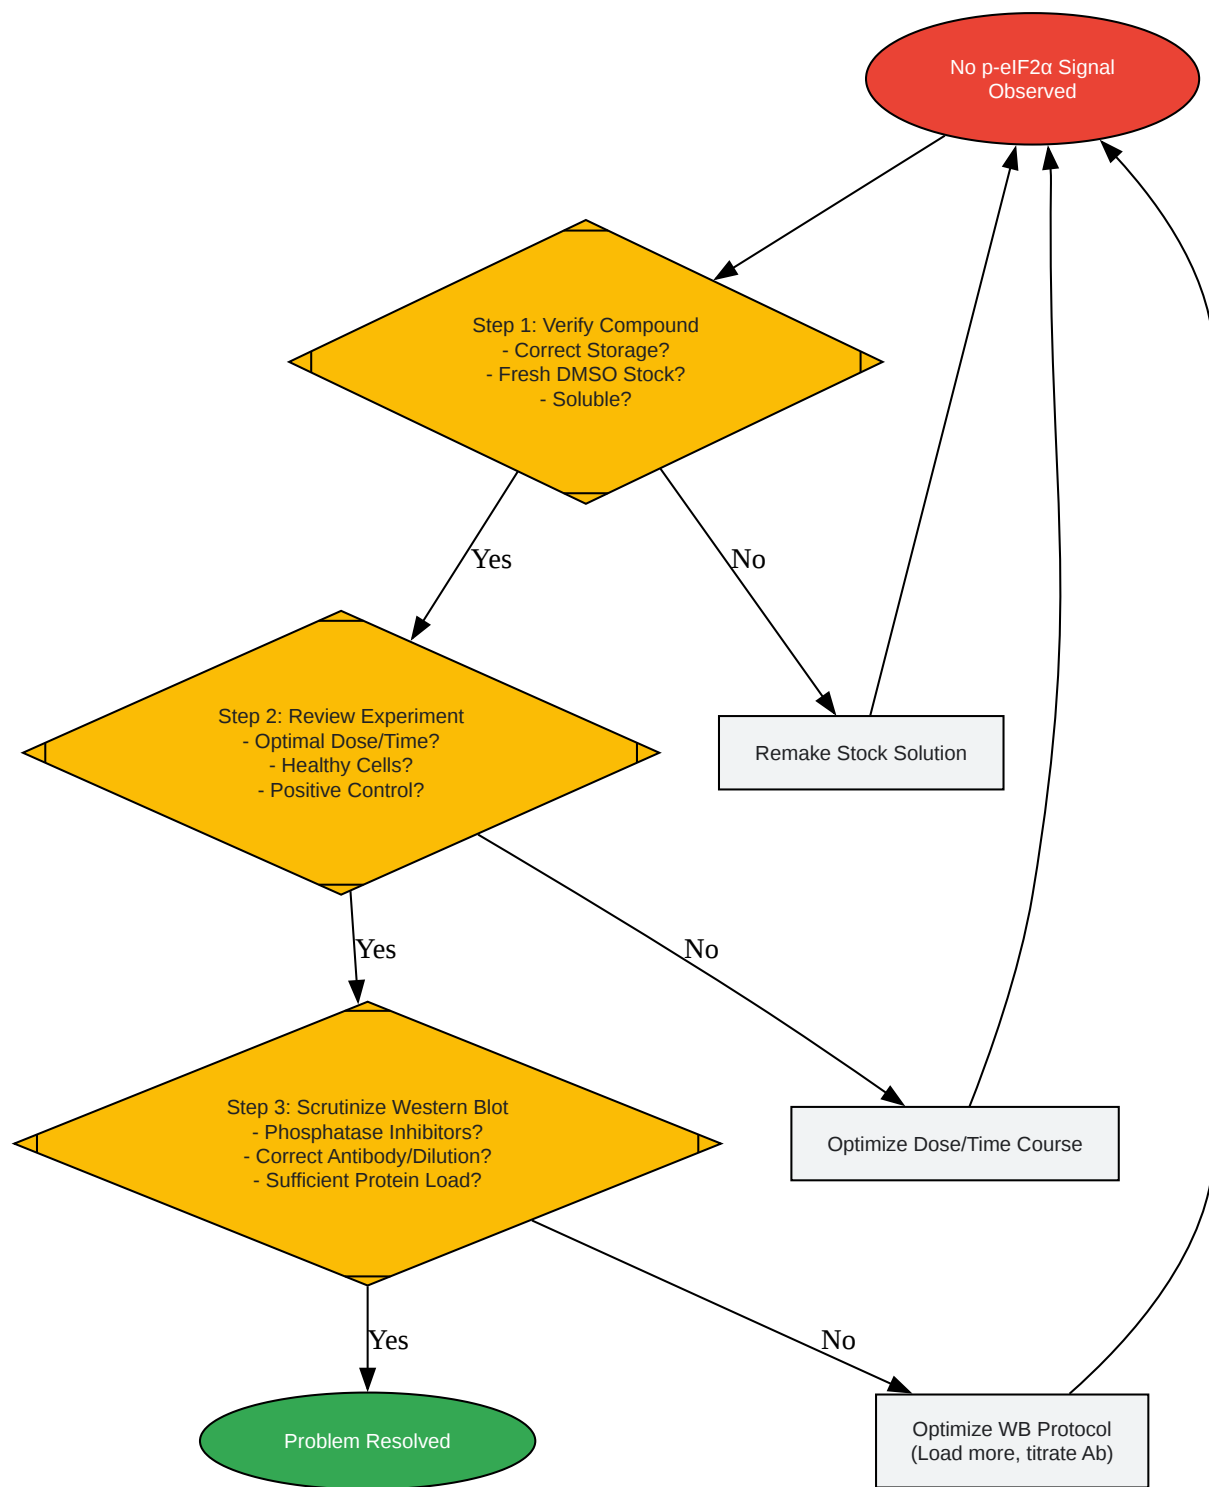 No p-eIF2α Signal
Observed
Step 1: Verify Compound
- Correct Storage?
- Fresh DMSO Stock?
- Soluble?
Yes
No
Step 2: Review Experiment
- Optimal Dose/Time?
- Healthy Cells?
- Positive Control?
Remake Stock Solution
Yes
No
Step 3: Scrutinize Western Blot
- Phosphatase Inhibitors?
- Correct Antibody/Dilution?
- Sufficient Protein Load?
Optimize Dose/Time Course
Yes
No
Problem Resolved
Optimize WB Protocol
(Load more, titrate Ab)